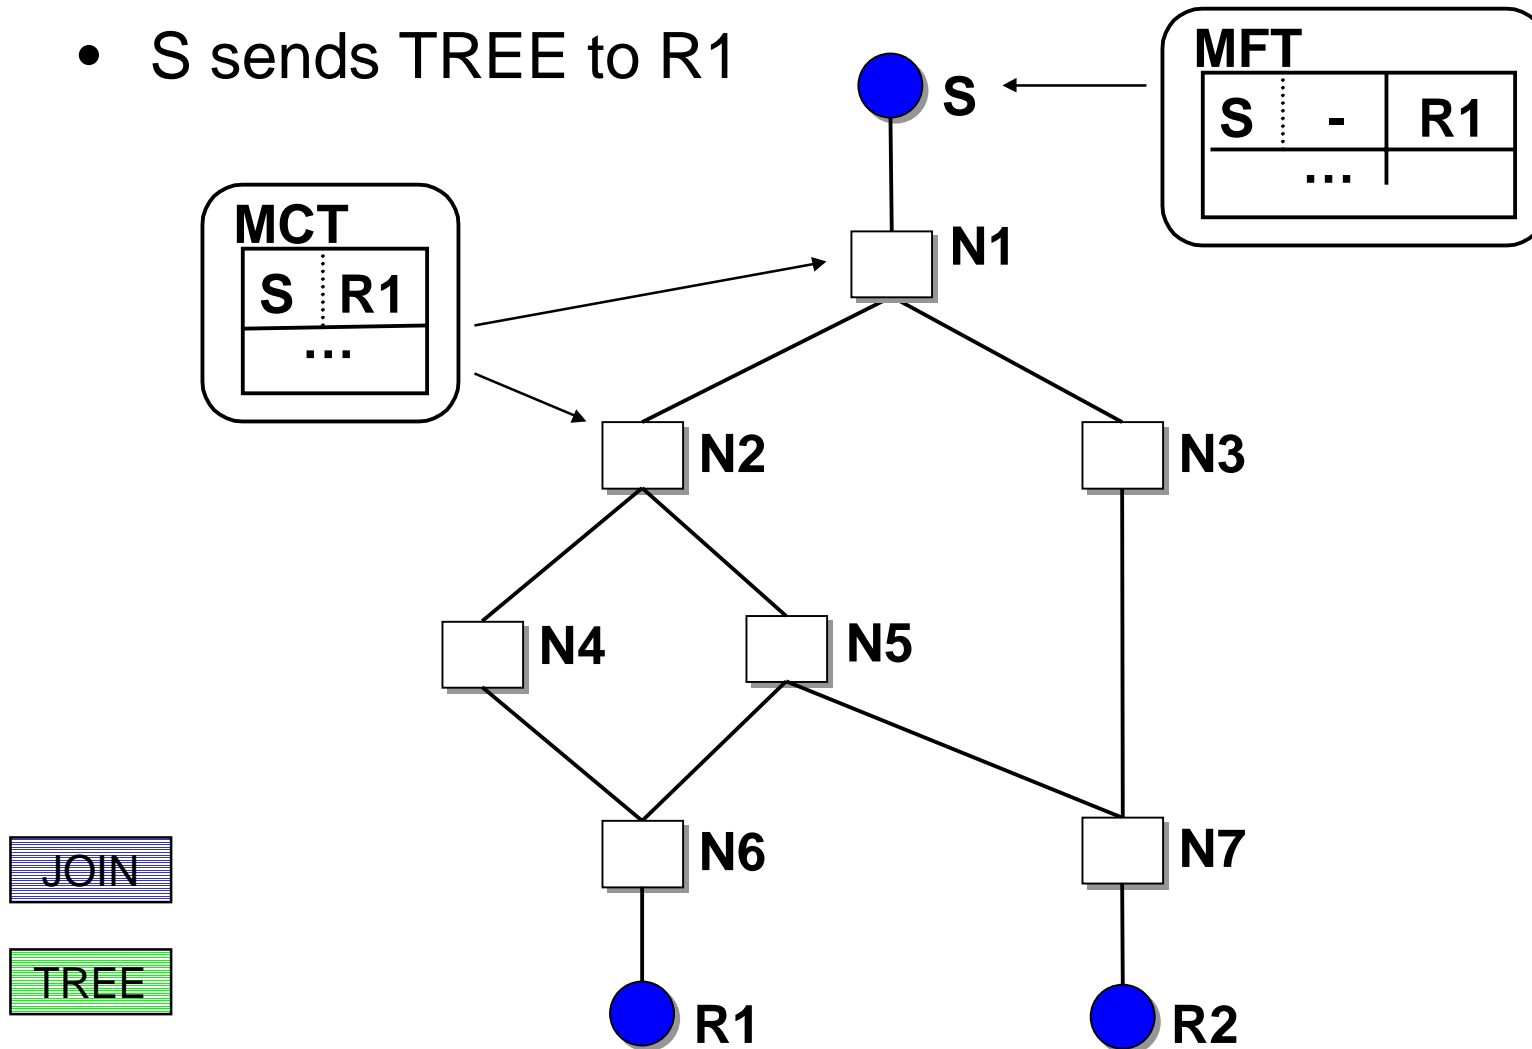 • S sends TREE to R1
S
MFT
S - R1
...
MCT
S R1
...
N1
N2
N3
N4
N5
N6
N7
JOIN
TREE
R1
R2